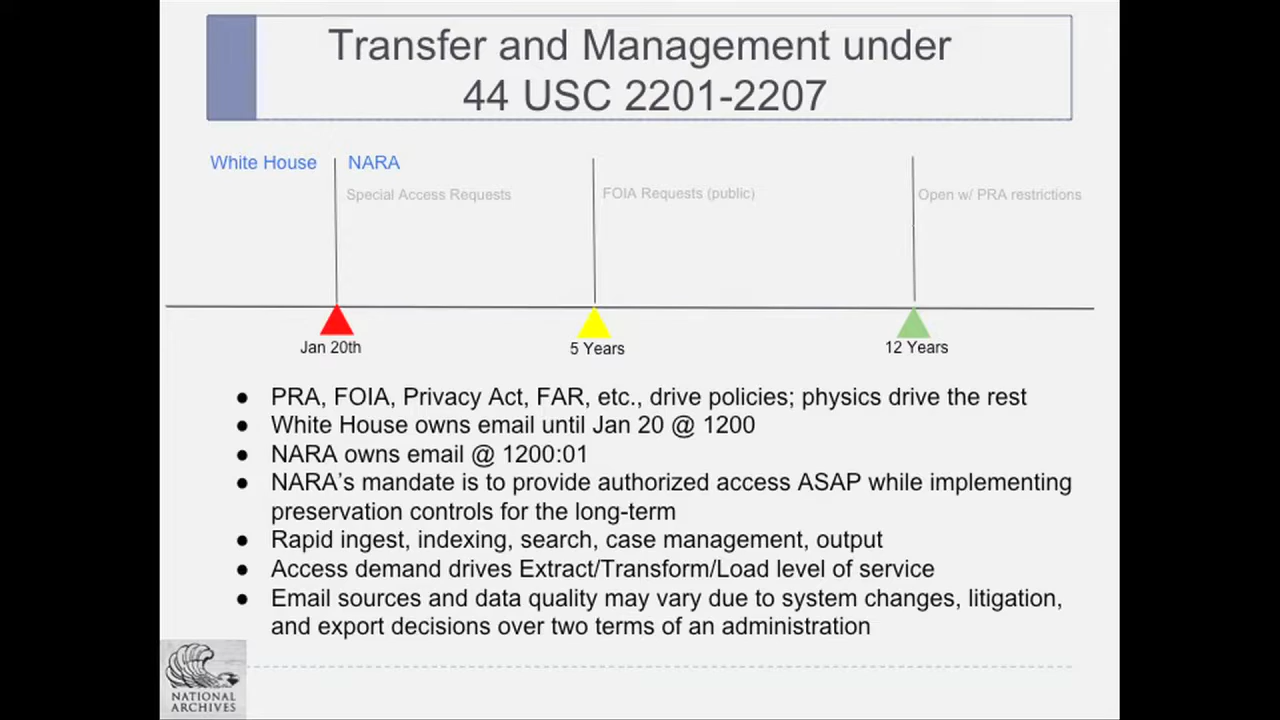 Transfer and Management under
44 USC 2201-2207
White House
NARA
Special Access Requests
FOIA Requests (public)
Open w/ PRA restrictions
Jan 20th
5 Years
12 Years
● PRA, FOIA, Privacy Act, FAR, etc., drive policies; physics drive the rest
● White House owns email until Jan 20 @ 1200
● NARA owns email @ 1200:01
● NARA’s mandate is to provide authorized access ASAP while implementing
preservation controls for the long-term
● Rapid ingest, indexing, search, case management, output
● Access demand drives Extract/Transform/Load level of service
● Email sources and data quality may vary due to system changes, litigation,
and export decisions over two terms of an administration
NATIONAL
ARCHIVES